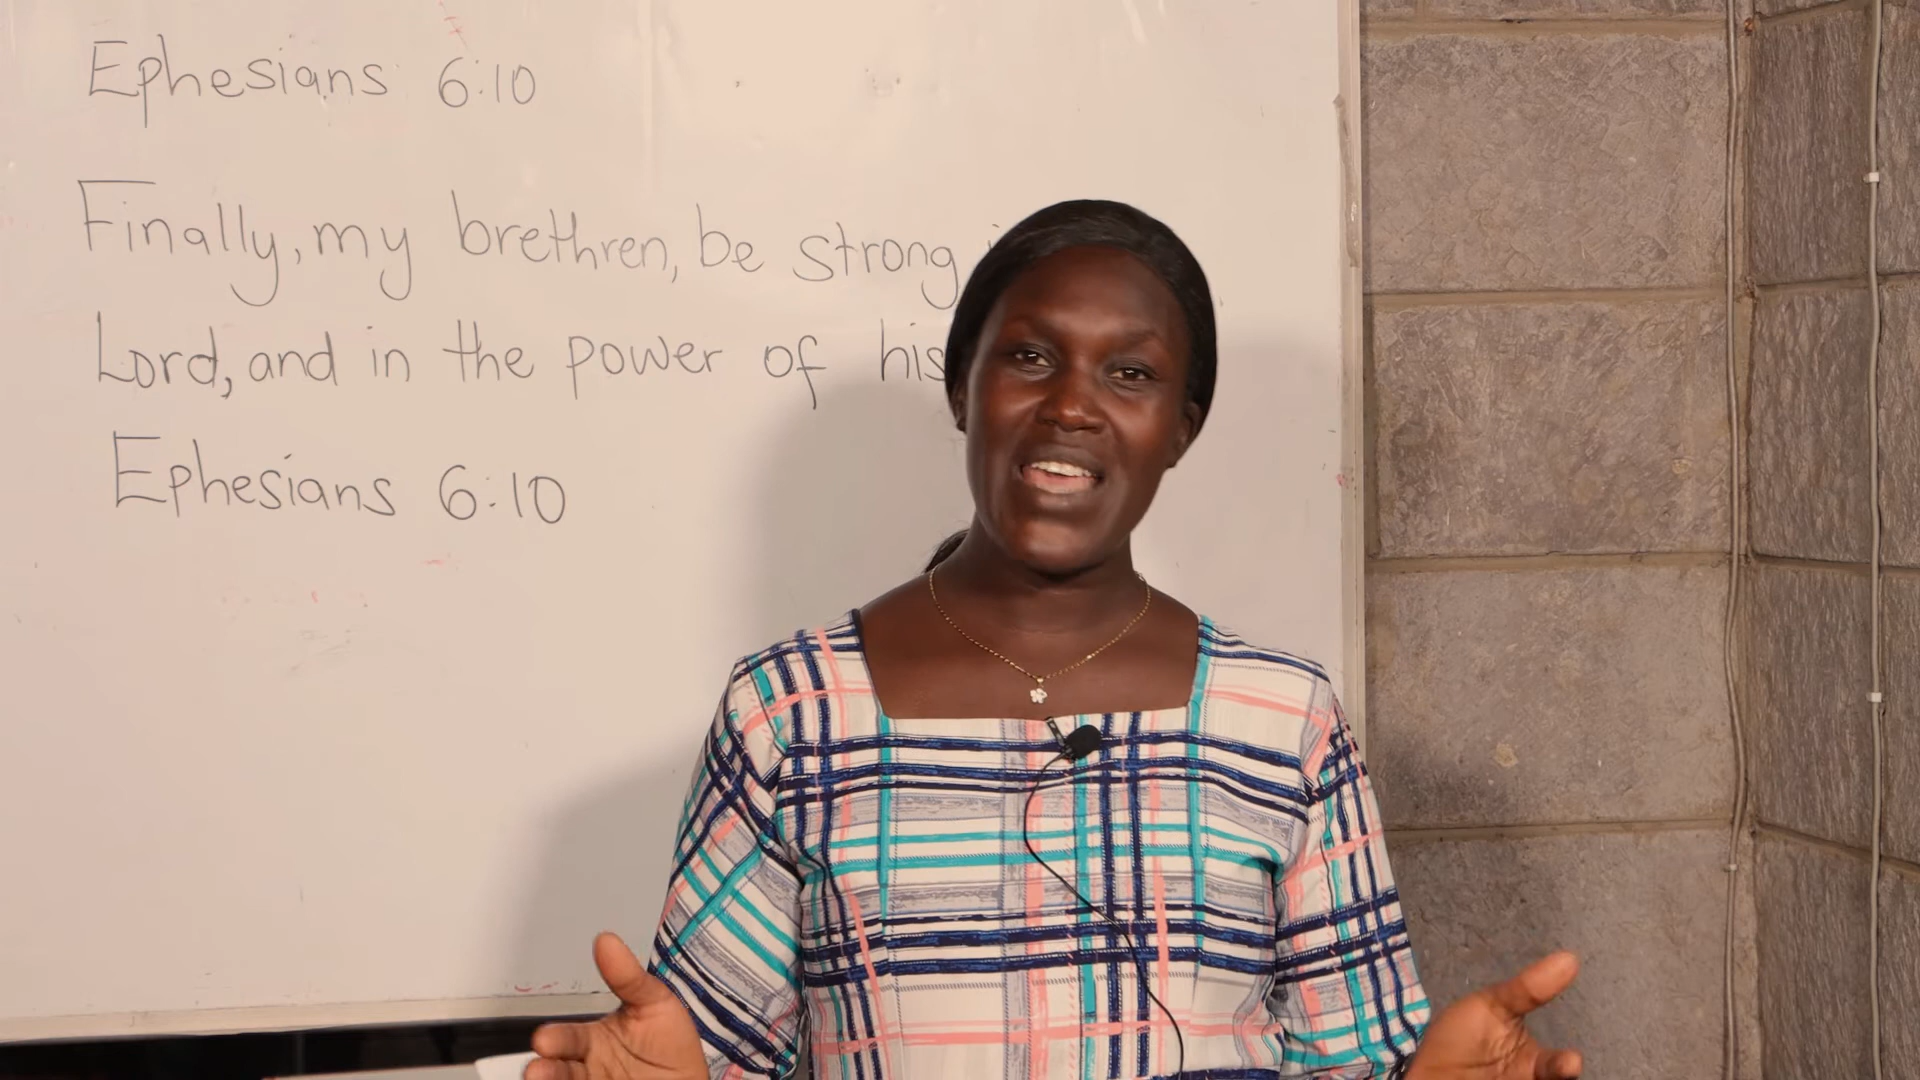 Ephesians 6:10
Finally, my brethren, be strong
Lord, and in the power of his
Ephesians 6:10